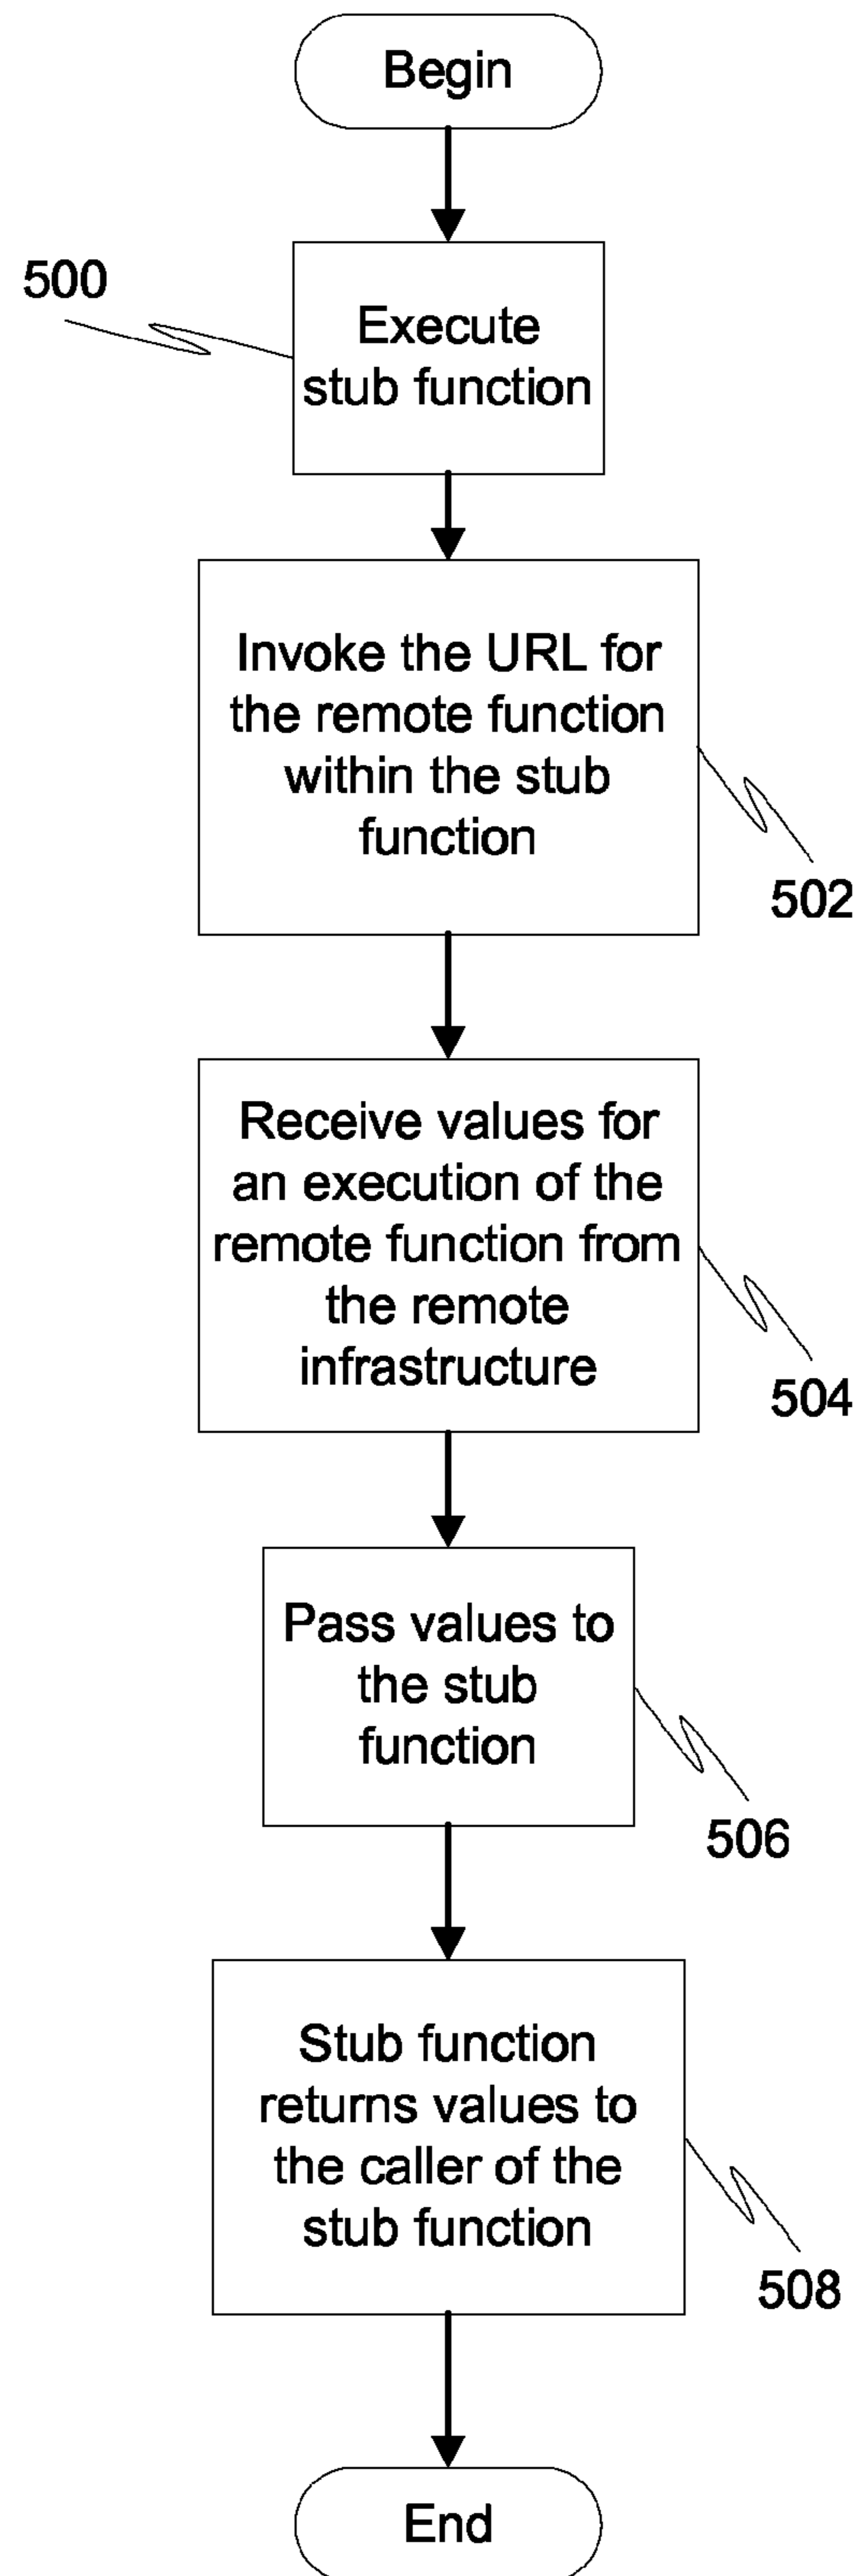 Begin
500
Execute
stub function
Invoke the URL for
the remote function
within the stub
function
502
Receive values for
an execution of the
remote function from
the remote
infrastructure
504
Pass values to
the stub
function
506
Stub function
returns values to
the caller of the
stub function
508
End